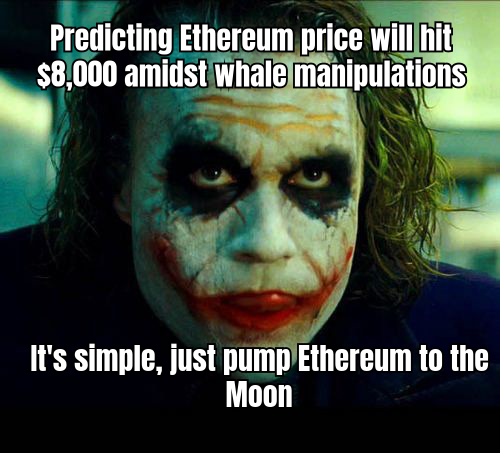 Predicting Ethereum price will hit
$8,000 amidst whale manipulations
It's simple, just pump Ethereum to the
Moon